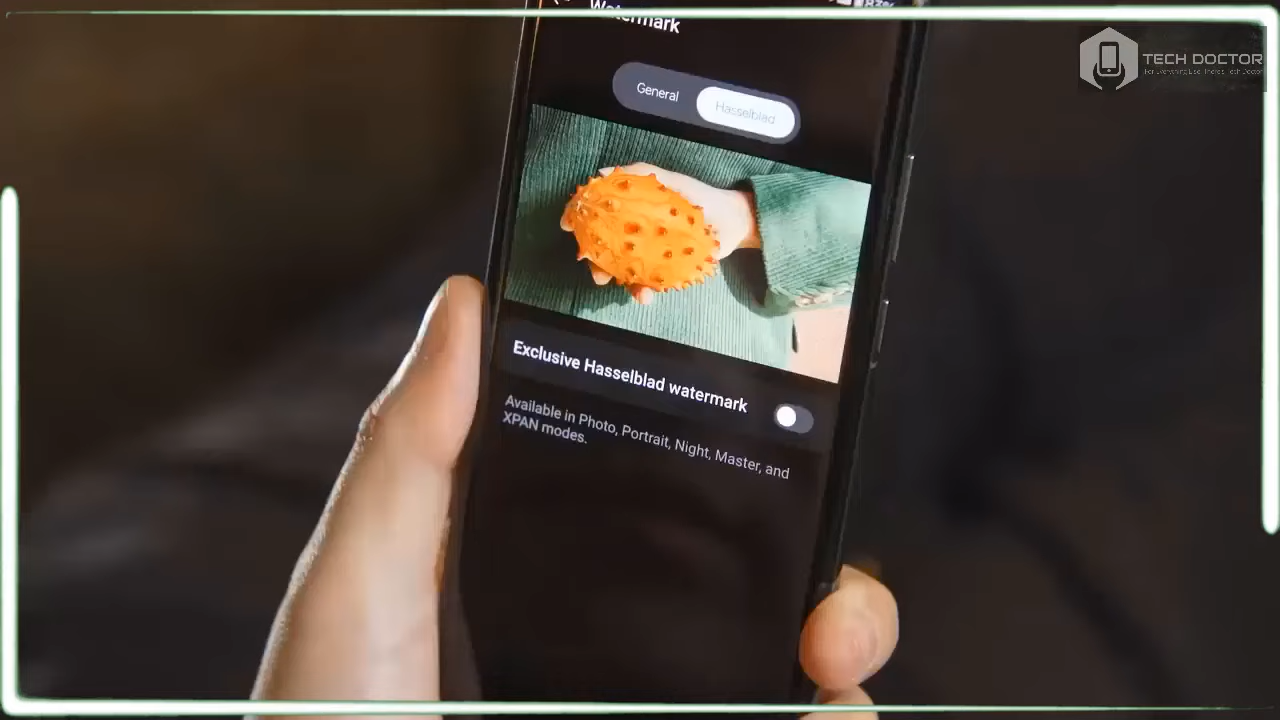 Watermark
TECH DOCTOR
General
Hasselblad
Exclusive Hasselblad watermark
Available in Photo, Portrait, Night, Master, and
XPAN modes.